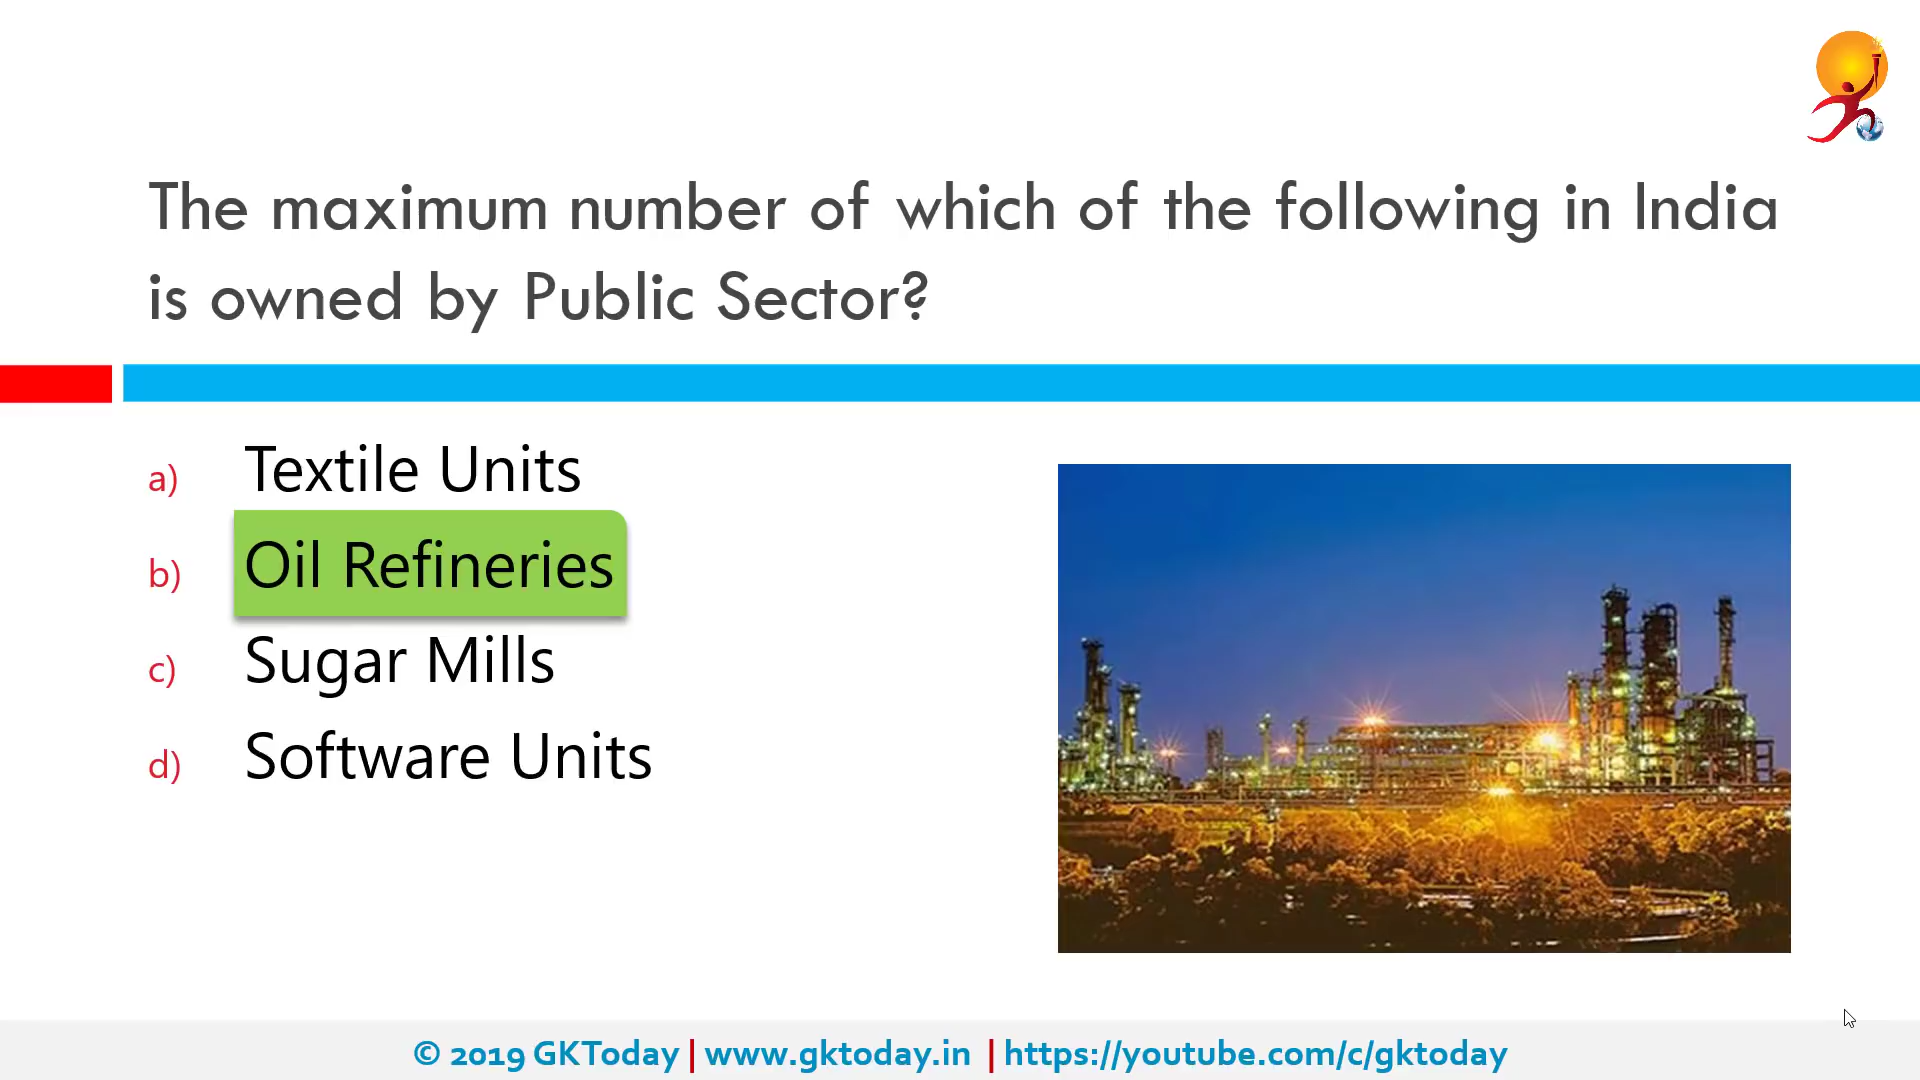 The maximum number of which of the following in India
is owned by Public Sector?
a) Textile Units
b) Oil Refineries
c) Sugar Mills
d) Software Units
© 2019 GKToday | www.gktoday.in | https://youtube.com/c/gktoday